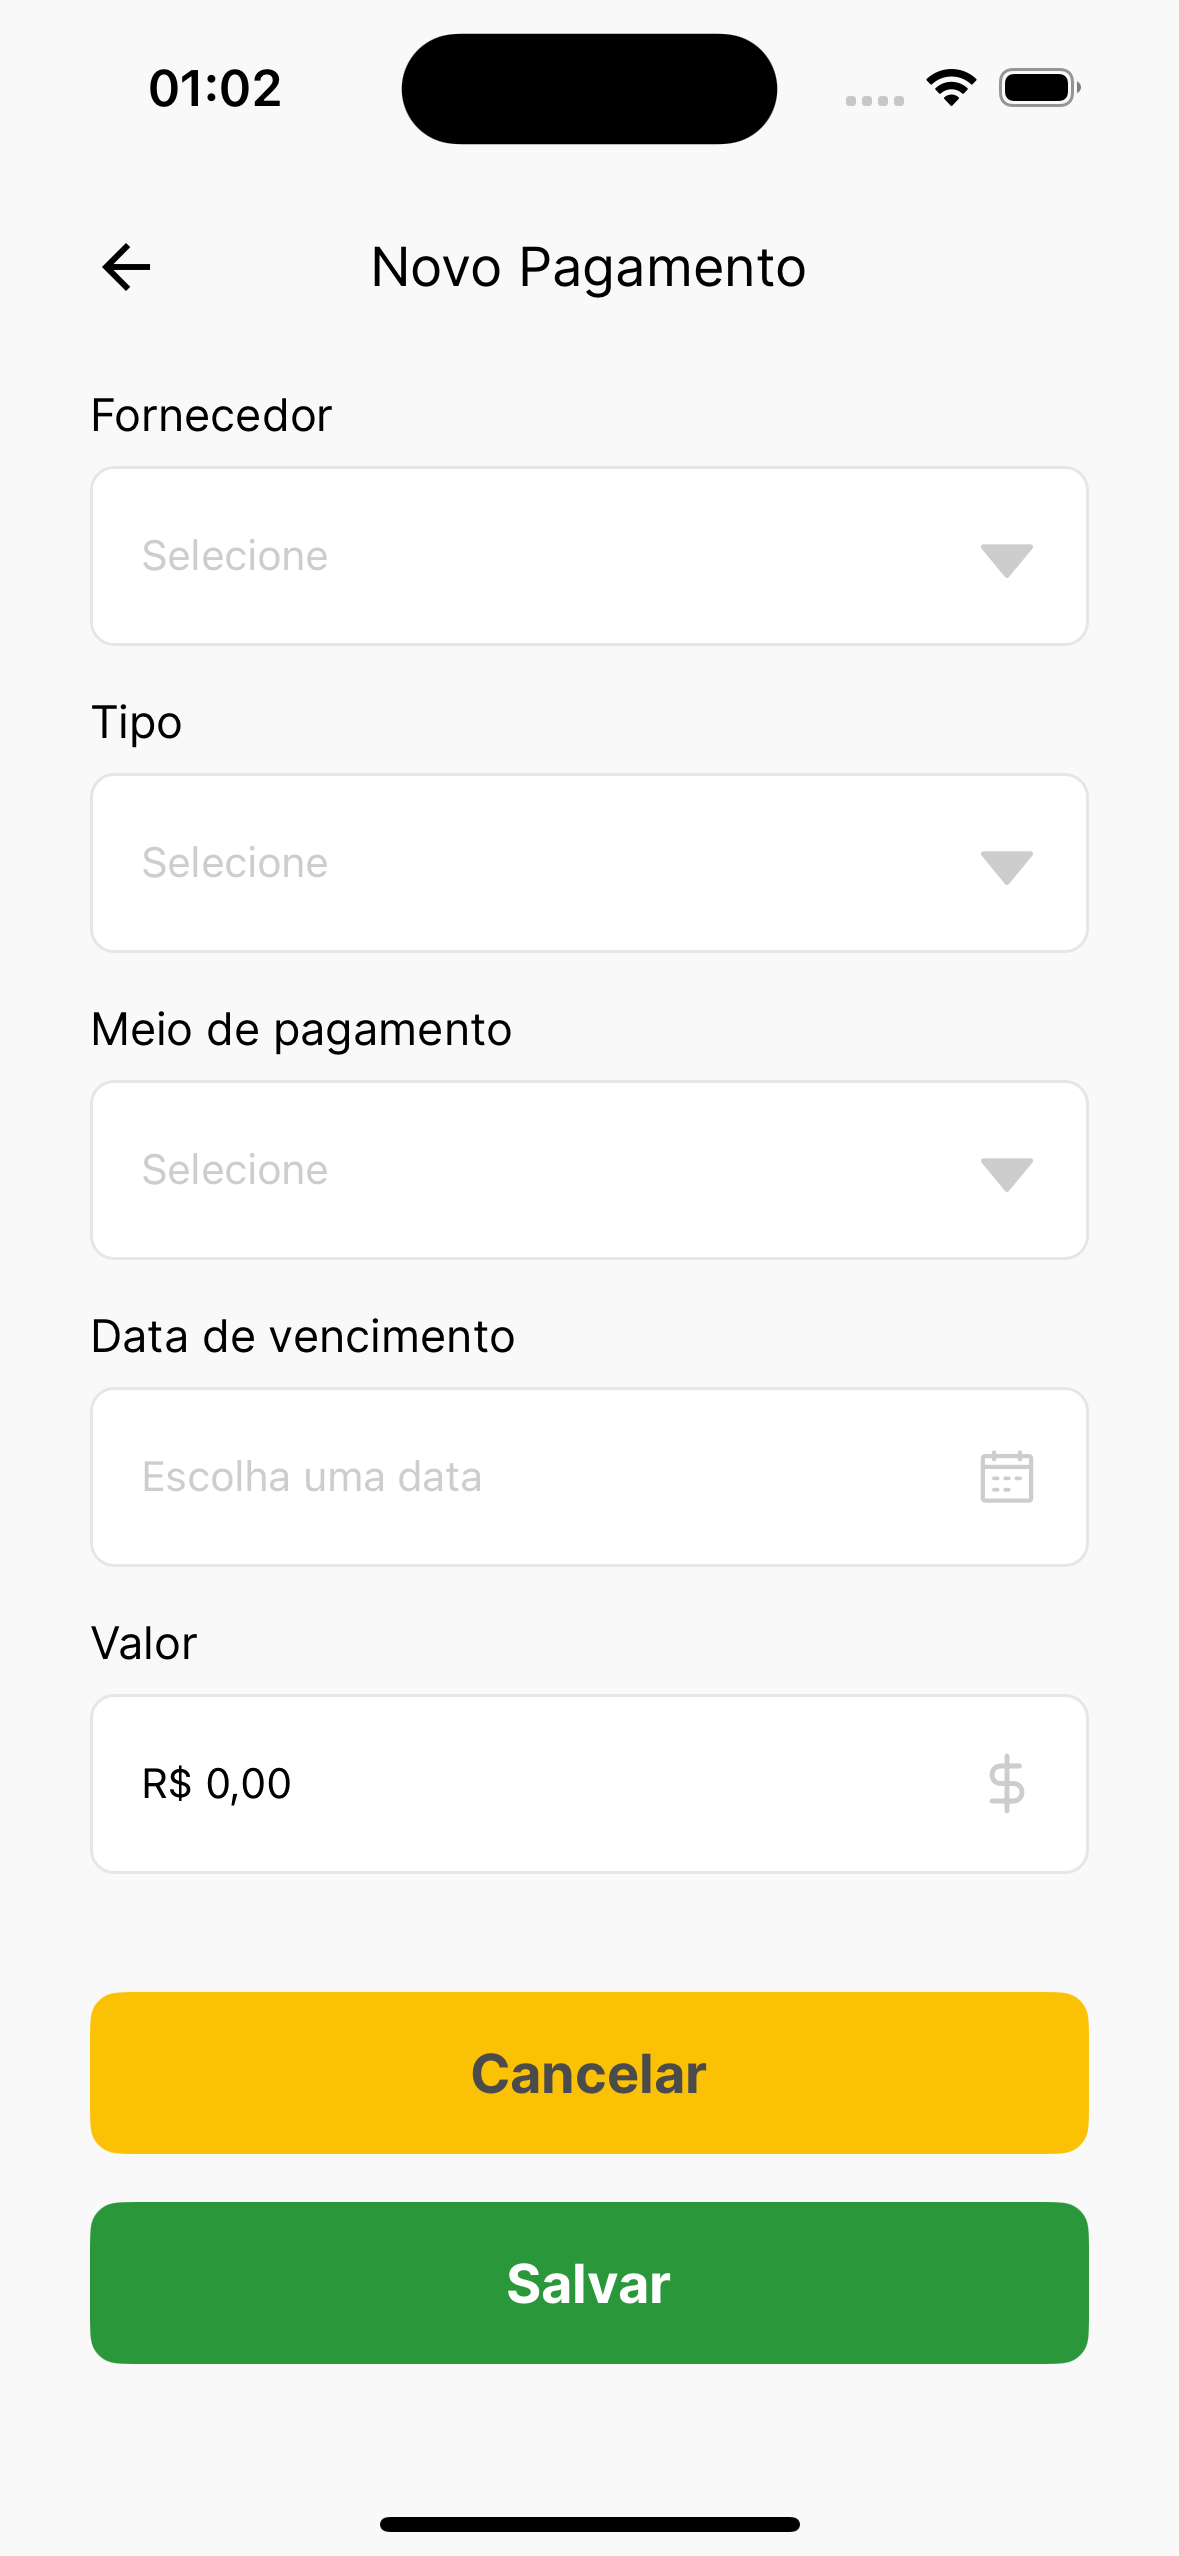 01:02
Novo Pagamento
Fornecedor
Selecione
Tipo
Selecione
Meio de pagamento
Selecione
Data de vencimento
Escolha uma data
Valor
R$ 0,00
Cancelar
Salvar